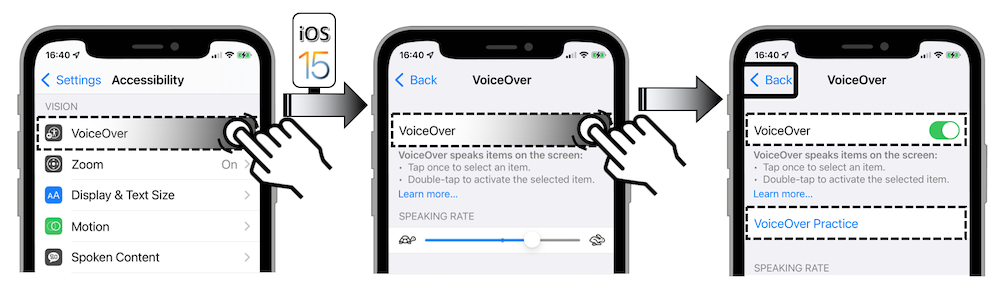 iOS
15
16:40
Settings Accessibility
VISION
VoiceOver
Zoom On
AA Display & Text Size
Motion
Spoken Content
16:40
Back VoiceOver
VoiceOver
VoiceOver speaks items on the screen:
• Tap once to select an item.
• Double-tap to activate the selected item.
Learn more...
SPEAKING RATE
16:40
Back VoiceOver
VoiceOver
VoiceOver speaks items on the screen:
• Tap once to select an item.
• Double-tap to activate the selected item.
Learn more...
VoiceOver Practice
SPEAKING RATE